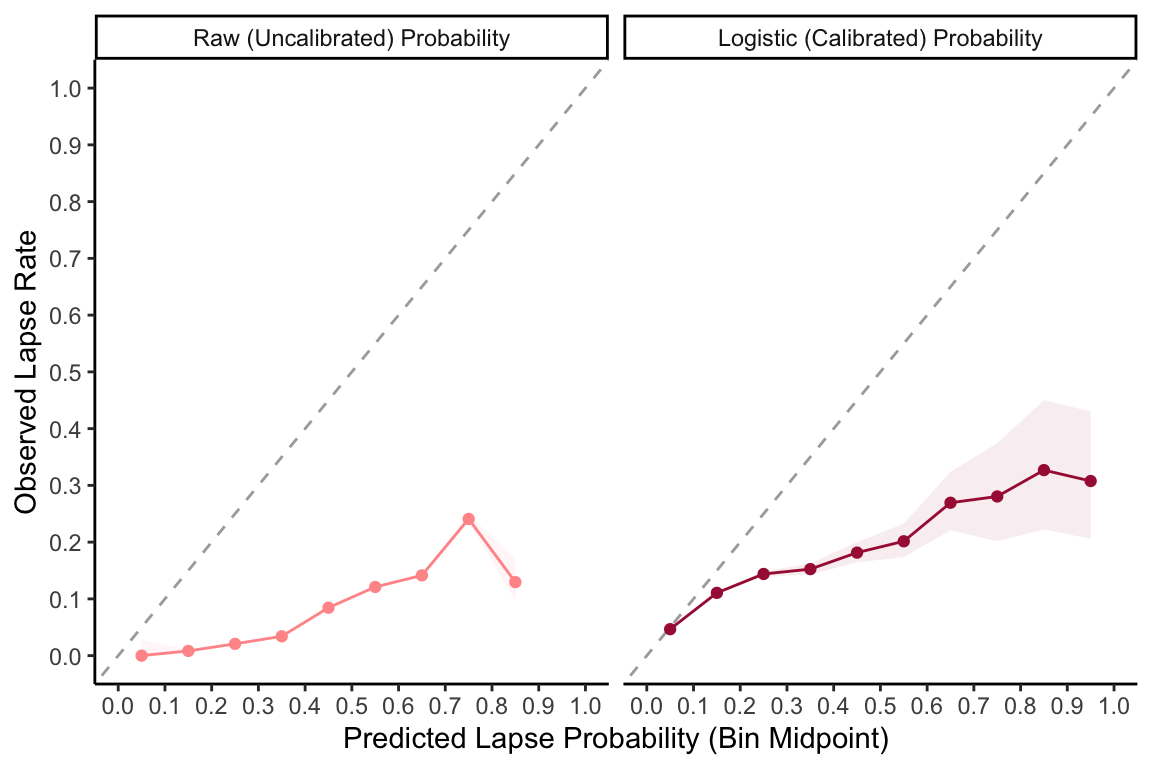 Raw (Uncalibrated) Probability
Logistic (Calibrated) Probability
Observed Lapse Rate
1.0
0.9
0.8
0.7
0.6
0.5
0.4
0.3
0.2
0.1
0.0
0.0 0.1 0.2 0.3 0.4 0.5 0.6 0.7 0.8 0.9 1.0
0.0 0.1 0.2 0.3 0.4 0.5 0.6 0.7 0.8 0.9 1.0
Predicted Lapse Probability (Bin Midpoint)